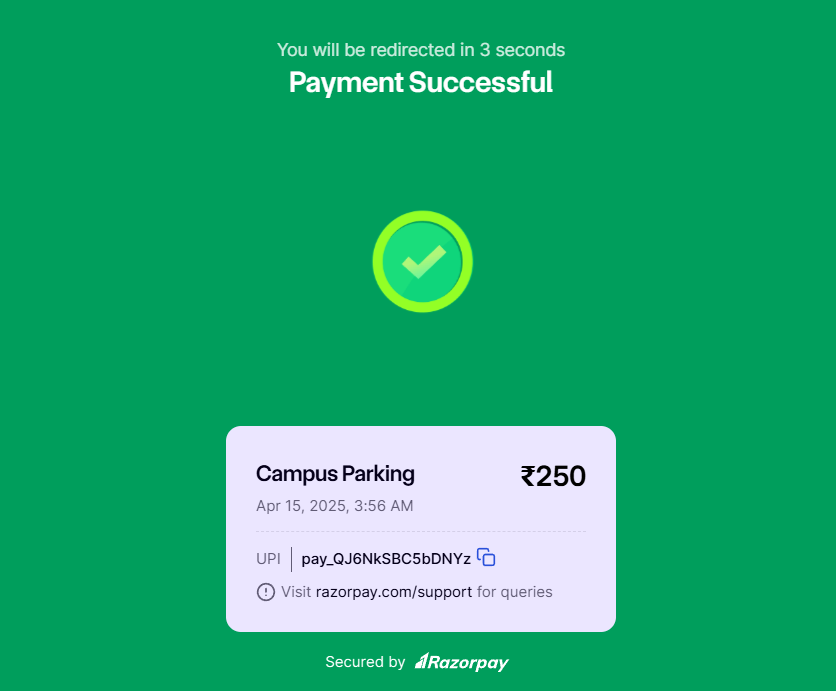 You will be redirected in 3 seconds
Payment Successful
Campus Parking
₹250
Apr 15, 2025, 3:56 AM
UPI pay_QJ6NkSBC5bDNYz
Visit razorpay.com/support for queries
Secured by Razorpay